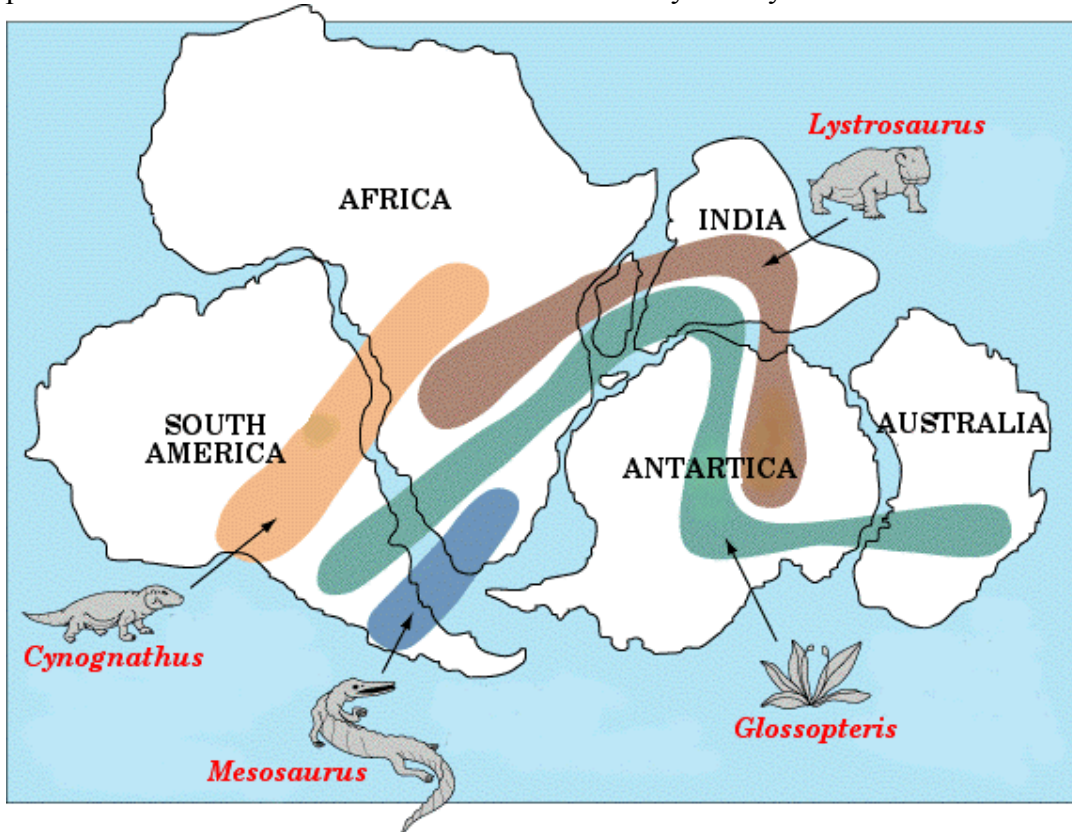 Lystrosaurus
AFRICA
INDIA
SOUTH
AMERICA
ANTARTICA
AUSTRALIA
Cynognathus
Mesosaurus
Glossopteris